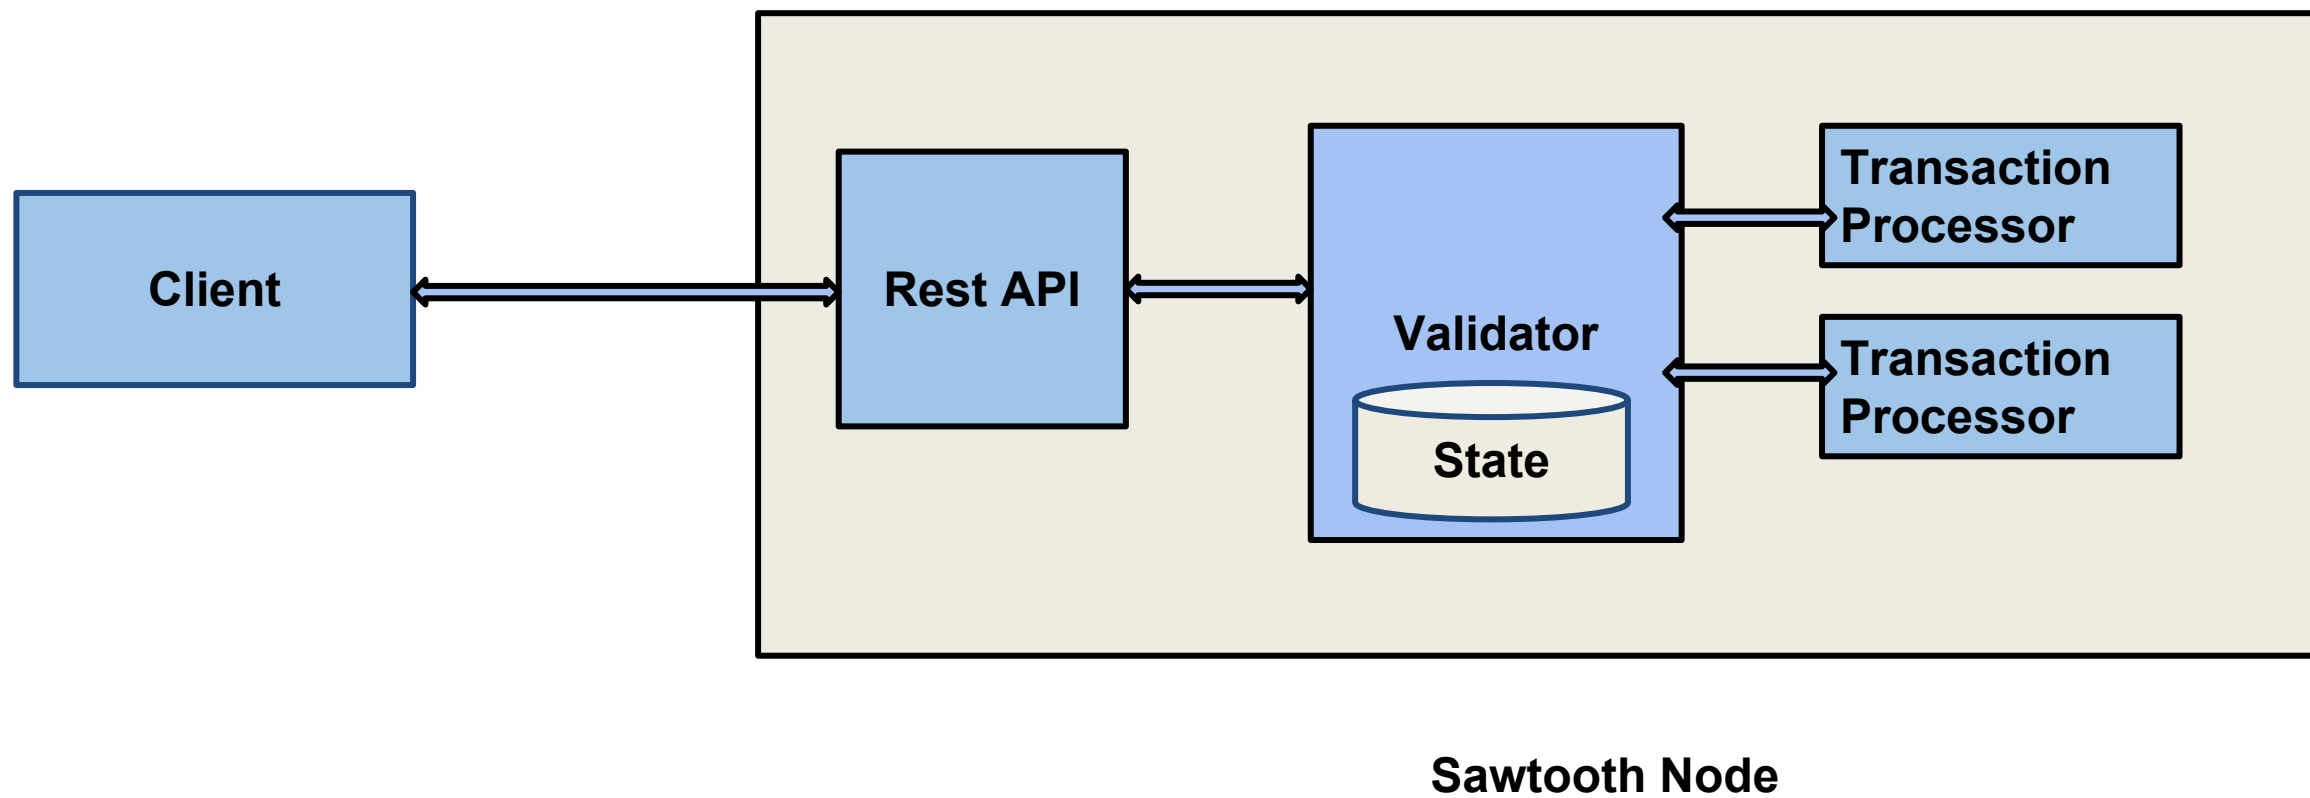 Client
Rest API
Validator
State
Transaction
Processor
Transaction
Processor
Sawtooth Node